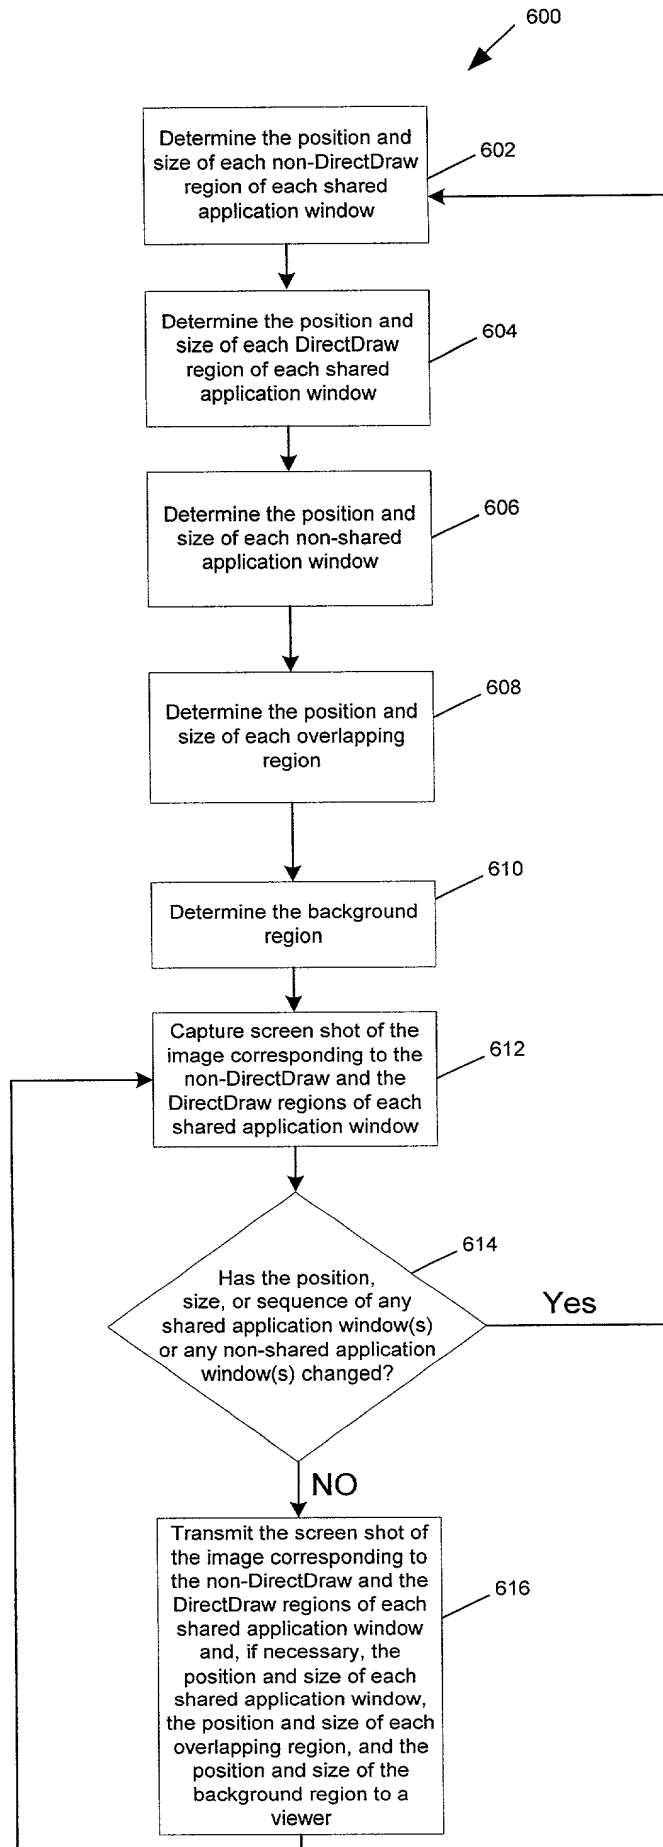 600
Determine the position and
size of each non-DirectDraw
region of each shared
application window
602
Determine the position and
size of each DirectDraw
region of each shared
application window
604
Determine the position and
size of each non-shared
application window
606
Determine the position and
size of each overlapping
region
608
Determine the background
region
610
Capture screen shot of the
image corresponding to the
non-DirectDraw and the
DirectDraw regions of each
shared application window
612
Has the position,
size, or sequence of any
shared application window(s)
or any non-shared application
window(s) changed?
614
Yes
NO
Transmit the screen shot of
the image corresponding to
the non-DirectDraw and the
DirectDraw regions of each
shared application window
and, if necessary, the
position and size of each
shared application window,
the position and size of each
overlapping region, and the
position and size of the
background region to a
viewer
616